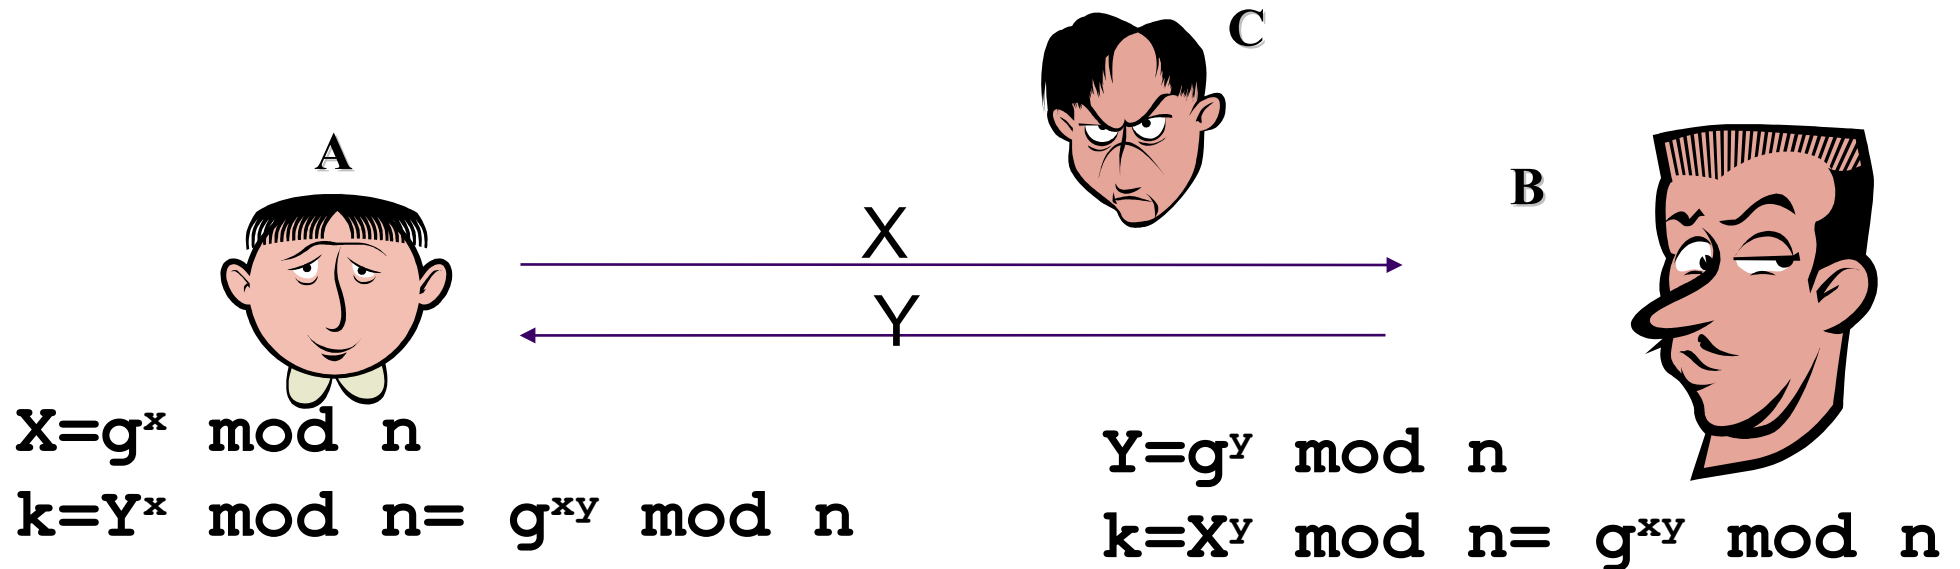 C
A
B
X
Y
X=gˣ mod n
k=Yˣ mod n= gˣʸ mod n
Y=gʸ mod n
k=Xʸ mod n= gˣʸ mod n